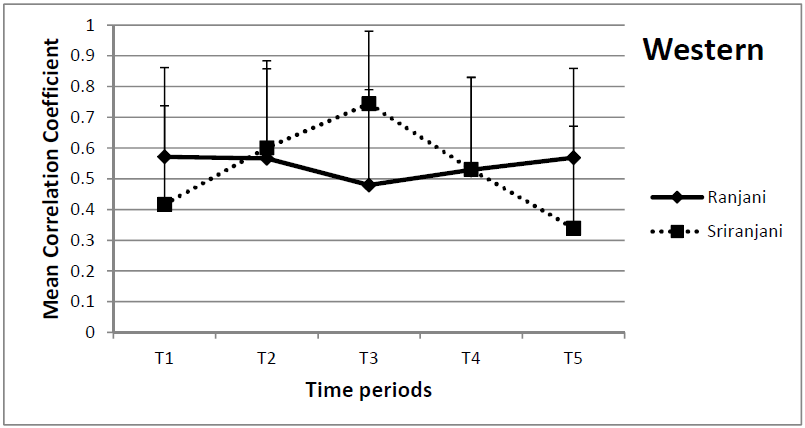 Western
Mean Correlation Coefficient
1
0.9
0.8
0.7
0.6
0.5
0.4
0.3
0.2
0.1
0
T1 T2 T3 T4 T5
Time periods
Ranjani
Sriranjani